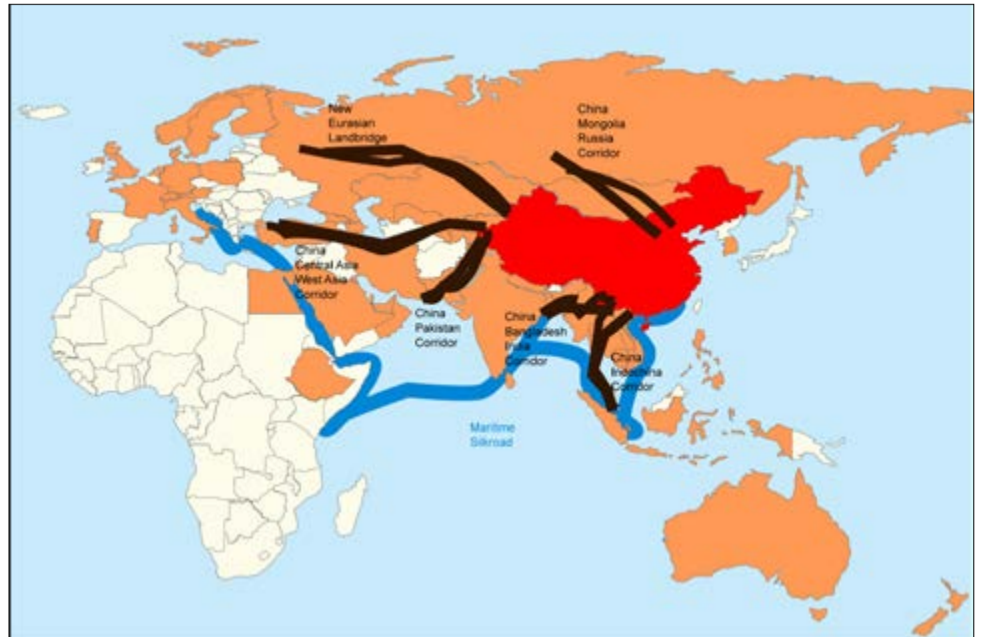 New
Eurasian
Landbridge
China
Mongolia
Russia
Corridor
China
Central Asia
West Asia
Corridor
China
Pakistan
Corridor
China
Bangladesh
India
Corridor
China
Indochina
Corridor
Maritime
Silkroad